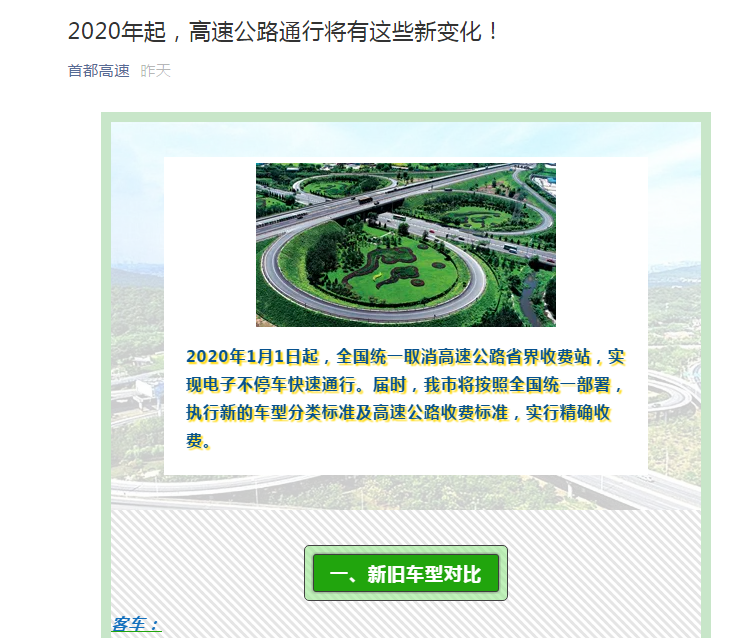 2020年起，高速公路通行将有这些新变化！
首都高速 昨天
2020年1月1日起，全国统一取消高速公路省界收费站，实
现电子不停车快速通行。届时，我市将按照全国统一部署，
执行新的车型分类标准及高速公路收费标准，实行精确收
费。
一、新旧车型对比
客车：